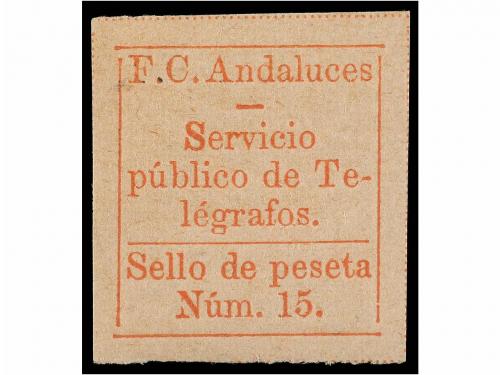 F.C. Andaluces
Servicio
público de Te-
légrafos.
Sello de peseta
Núm. 15.